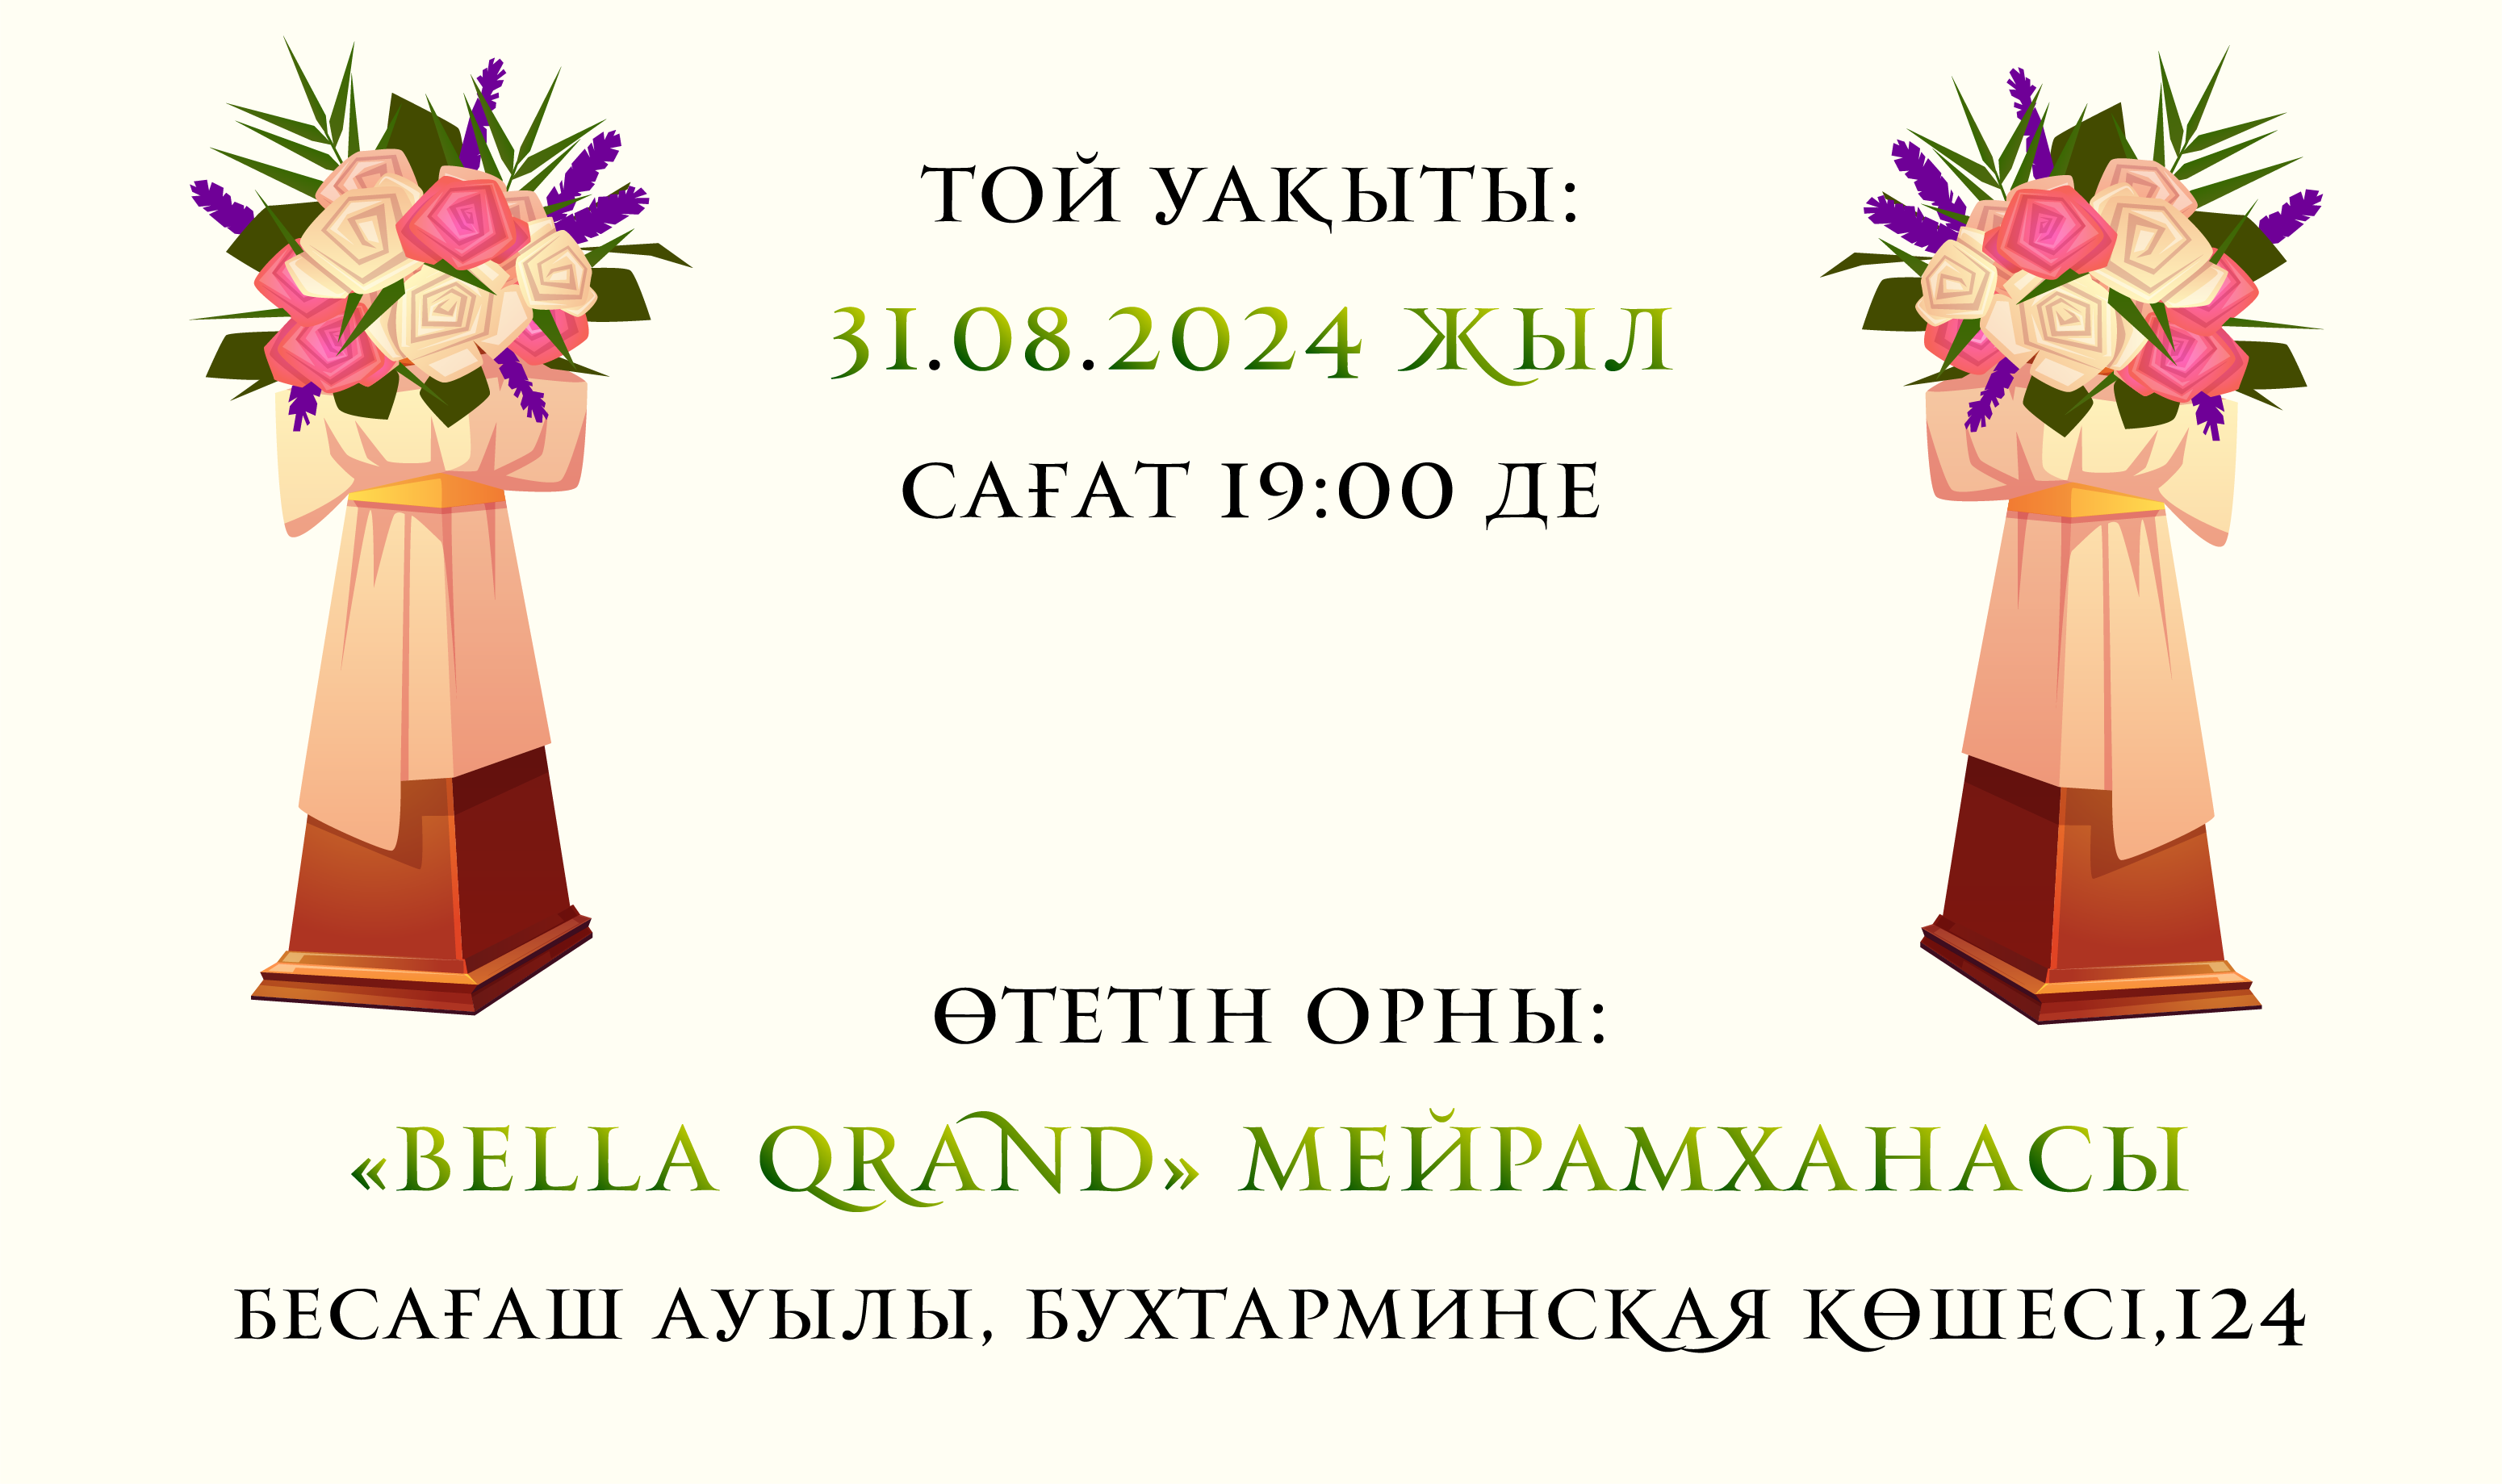 ТОЙ УАҚЫТЫ:
31.08.2024 ЖЫЛ
САҒАТ 19:00 ДЕ
ӨТЕТІН ОРНЫ:
«BELLA QRAND» МЕЙРАМХАНАСЫ
БЕСАҒАШ АУЫЛЫ, БУХТАРМИНСКАЯ КӨШЕСІ,124